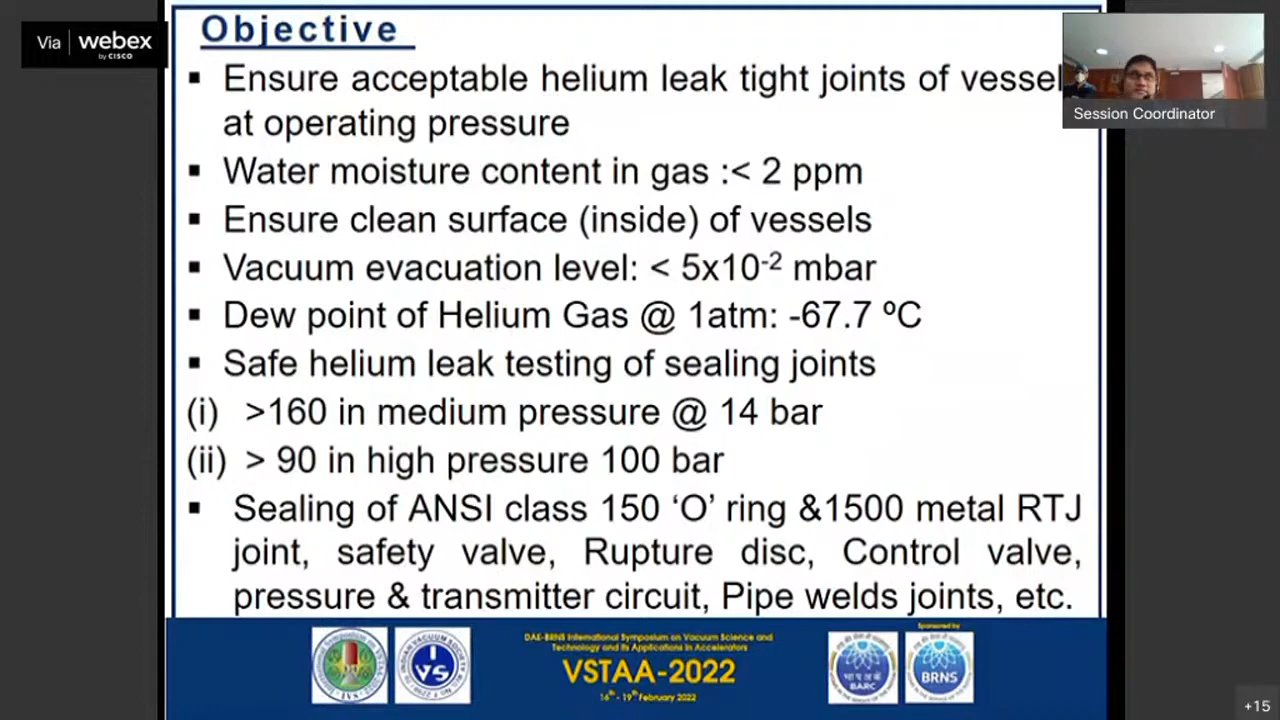 Via webex
by CISCO
Objective
▪ Ensure acceptable helium leak tight joints of vessel
at operating pressure
▪ Water moisture content in gas :< 2 ppm
▪ Ensure clean surface (inside) of vessels
▪ Vacuum evacuation level: < 5x10⁻² mbar
▪ Dew point of Helium Gas @ 1atm: -67.7 ºC
▪ Safe helium leak testing of sealing joints
(i) >160 in medium pressure @ 14 bar
(ii) > 90 in high pressure 100 bar
▪ Sealing of ANSI class 150 ‘O’ ring &1500 metal RTJ
joint, safety valve, Rupture disc, Control valve,
pressure & transmitter circuit, Pipe welds joints, etc.
Session Coordinator
DAE-BRNS International Symposium on Vacuum Science and
Technology and its Applications in Accelerators
VSTAA-2022
16th - 19th February 2022
IVS
Sponsored by
BARC
BRNS
+15